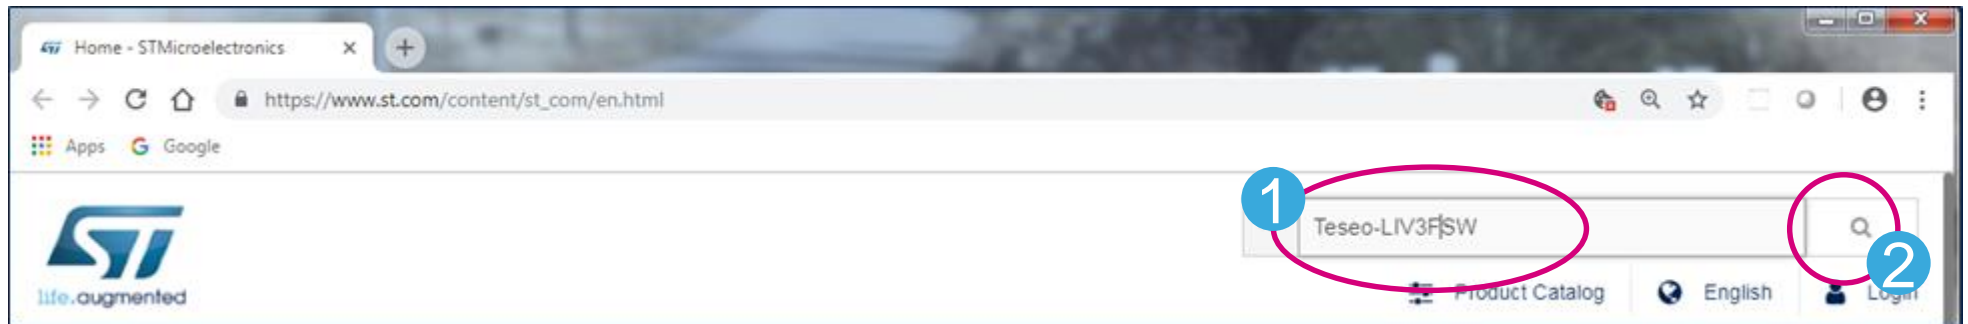 Home - STMicroelectronics
https://www.st.com/content/st_com/en.html
Apps Google
1
Teseo-LIV3FSW
2
ST
life.augmented
Product Catalog English Login